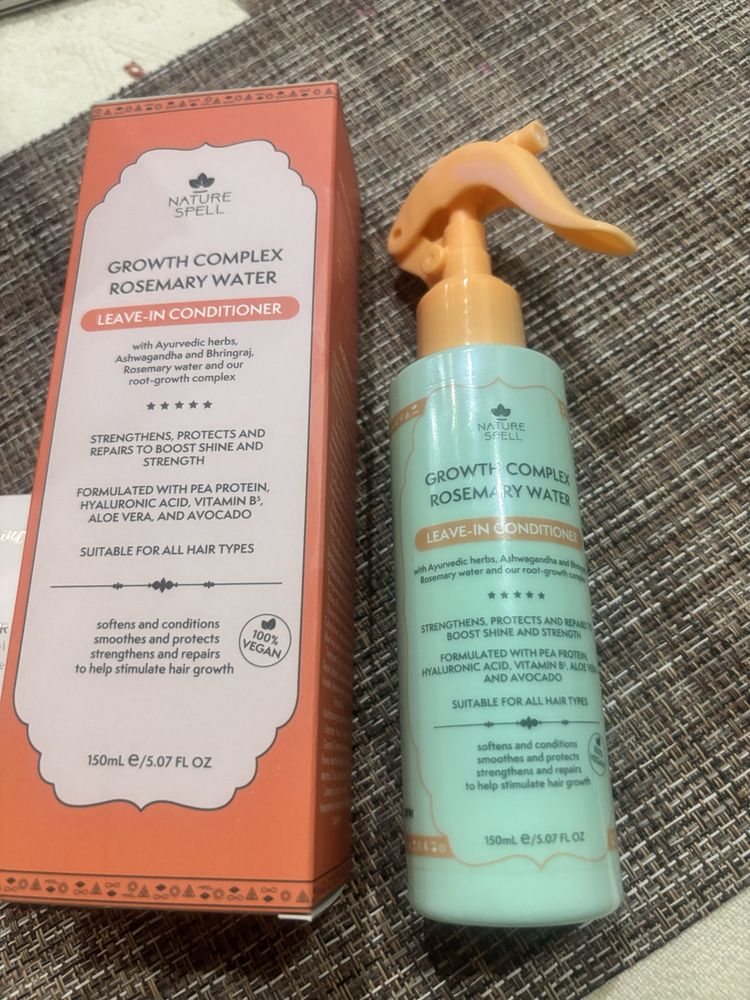 NATURE
SPELL
GROWTH COMPLEX
ROSEMARY WATER
LEAVE-IN CONDITIONER
with Ayurvedic herbs,
Ashwagandha and Bhringraj,
Rosemary water and our
root-growth complex
STRENGTHENS, PROTECTS AND
REPAIRS TO BOOST SHINE AND
STRENGTH
FORMULATED WITH PEA PROTEIN,
HYALURONIC ACID, VITAMIN B⁵,
ALOE VERA, AND AVOCADO
SUITABLE FOR ALL HAIR TYPES
softens and conditions
smoothes and protects
strengthens and repairs
to help stimulate hair growth
100%
VEGAN
150mL e/5.07 FL OZ
NATURE
SPELL
GROWTH COMPLEX
ROSEMARY WATER
LEAVE-IN CONDITIONER
with Ayurvedic herbs, Ashwagandha and Bhringraj
Rosemary water and our root-growth complex
STRENGTHENS, PROTECTS AND REPAIRS TO
BOOST SHINE AND STRENGTH
FORMULATED WITH PEA PROTEIN,
HYALURONIC ACID, VITAMIN B⁵, ALOE VERA
AND AVOCADO
SUITABLE FOR ALL HAIR TYPES
softens and conditions
smoothes and protects
strengthens and repairs
to help stimulate hair growth
150mL e/5.07 FL OZ